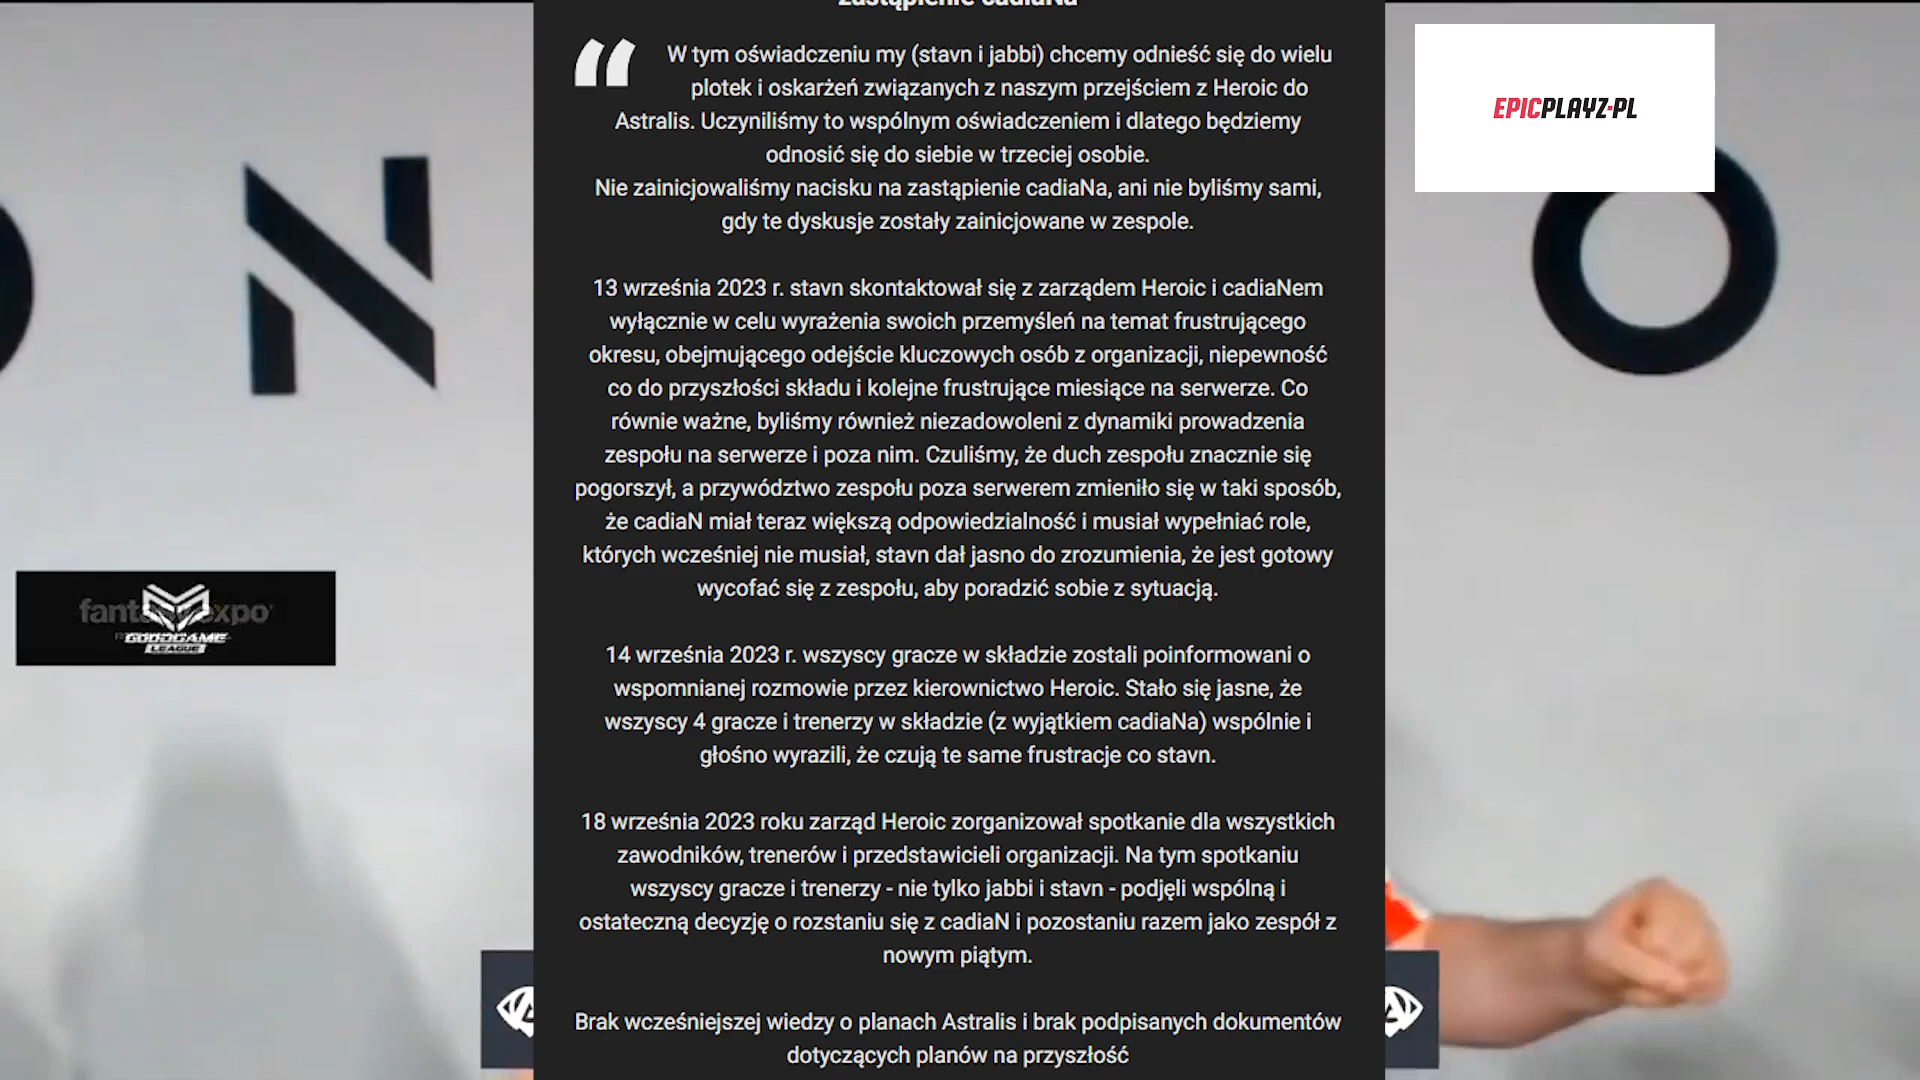 zastąpienie cadiaNa
W tym oświadczeniu my (stavn i jabbi) chcemy odnieść się do wielu
plotek i oskarżeń związanych z naszym przejściem z Heroic do
Astralis. Uczyniliśmy to wspólnym oświadczeniem i dlatego będziemy
odnosić się do siebie w trzeciej osobie.
Nie zainicjowaliśmy nacisku na zastąpienie cadiaNa, ani nie byliśmy sami,
gdy te dyskusje zostały zainicjowane w zespole.
13 września 2023 r. stavn skontaktował się z zarządem Heroic i cadiaNem
wyłącznie w celu wyrażenia swoich przemyśleń na temat frustrującego
okresu, obejmującego odejście kluczowych osób z organizacji, niepewność
co do przyszłości składu i kolejne frustrujące miesiące na serwerze. Co
równie ważne, byliśmy również niezadowoleni z dynamiki prowadzenia
zespołu na serwerze i poza nim. Czuliśmy, że duch zespołu znacznie się
pogorszył, a przywództwo zespołu poza serwerem zmieniło się w taki sposób,
że cadiaN miał teraz większą odpowiedzialność i musiał wypełniać role,
których wcześniej nie musiał, stavn dał jasno do zrozumienia, że jest gotowy
wycofać się z zespołu, aby poradzić sobie z sytuacją.
14 września 2023 r. wszyscy gracze w składzie zostali poinformowani o
wspomnianej rozmowie przez kierownictwo Heroic. Stało się jasne, że
wszyscy 4 gracze i trenerzy w składzie (z wyjątkiem cadiaNa) wspólnie i
głośno wyrazili, że czują te same frustracje co stavn.
18 września 2023 roku zarząd Heroic zorganizował spotkanie dla wszystkich
zawodników, trenerów i przedstawicieli organizacji. Na tym spotkaniu
wszyscy gracze i trenerzy - nie tylko jabbi i stavn - podjęli wspólną i
ostateczną decyzję o rozstaniu się z cadiaN i pozostaniu razem jako zespół z
nowym piątym.
Brak wcześniejszej wiedzy o planach Astralis i brak podpisanych dokumentów
dotyczących planów na przyszłość
EPICPLAYZ.PL
N
O
GOODGAME
LEAGUE